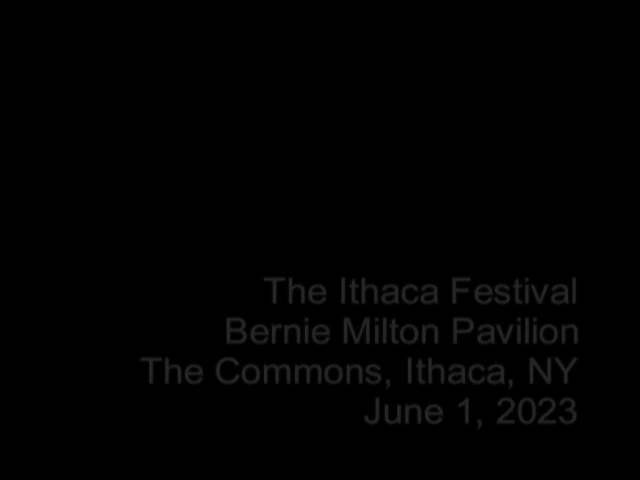 The Ithaca Festival
Bernie Milton Pavilion
The Commons, Ithaca, NY
June 1, 2023